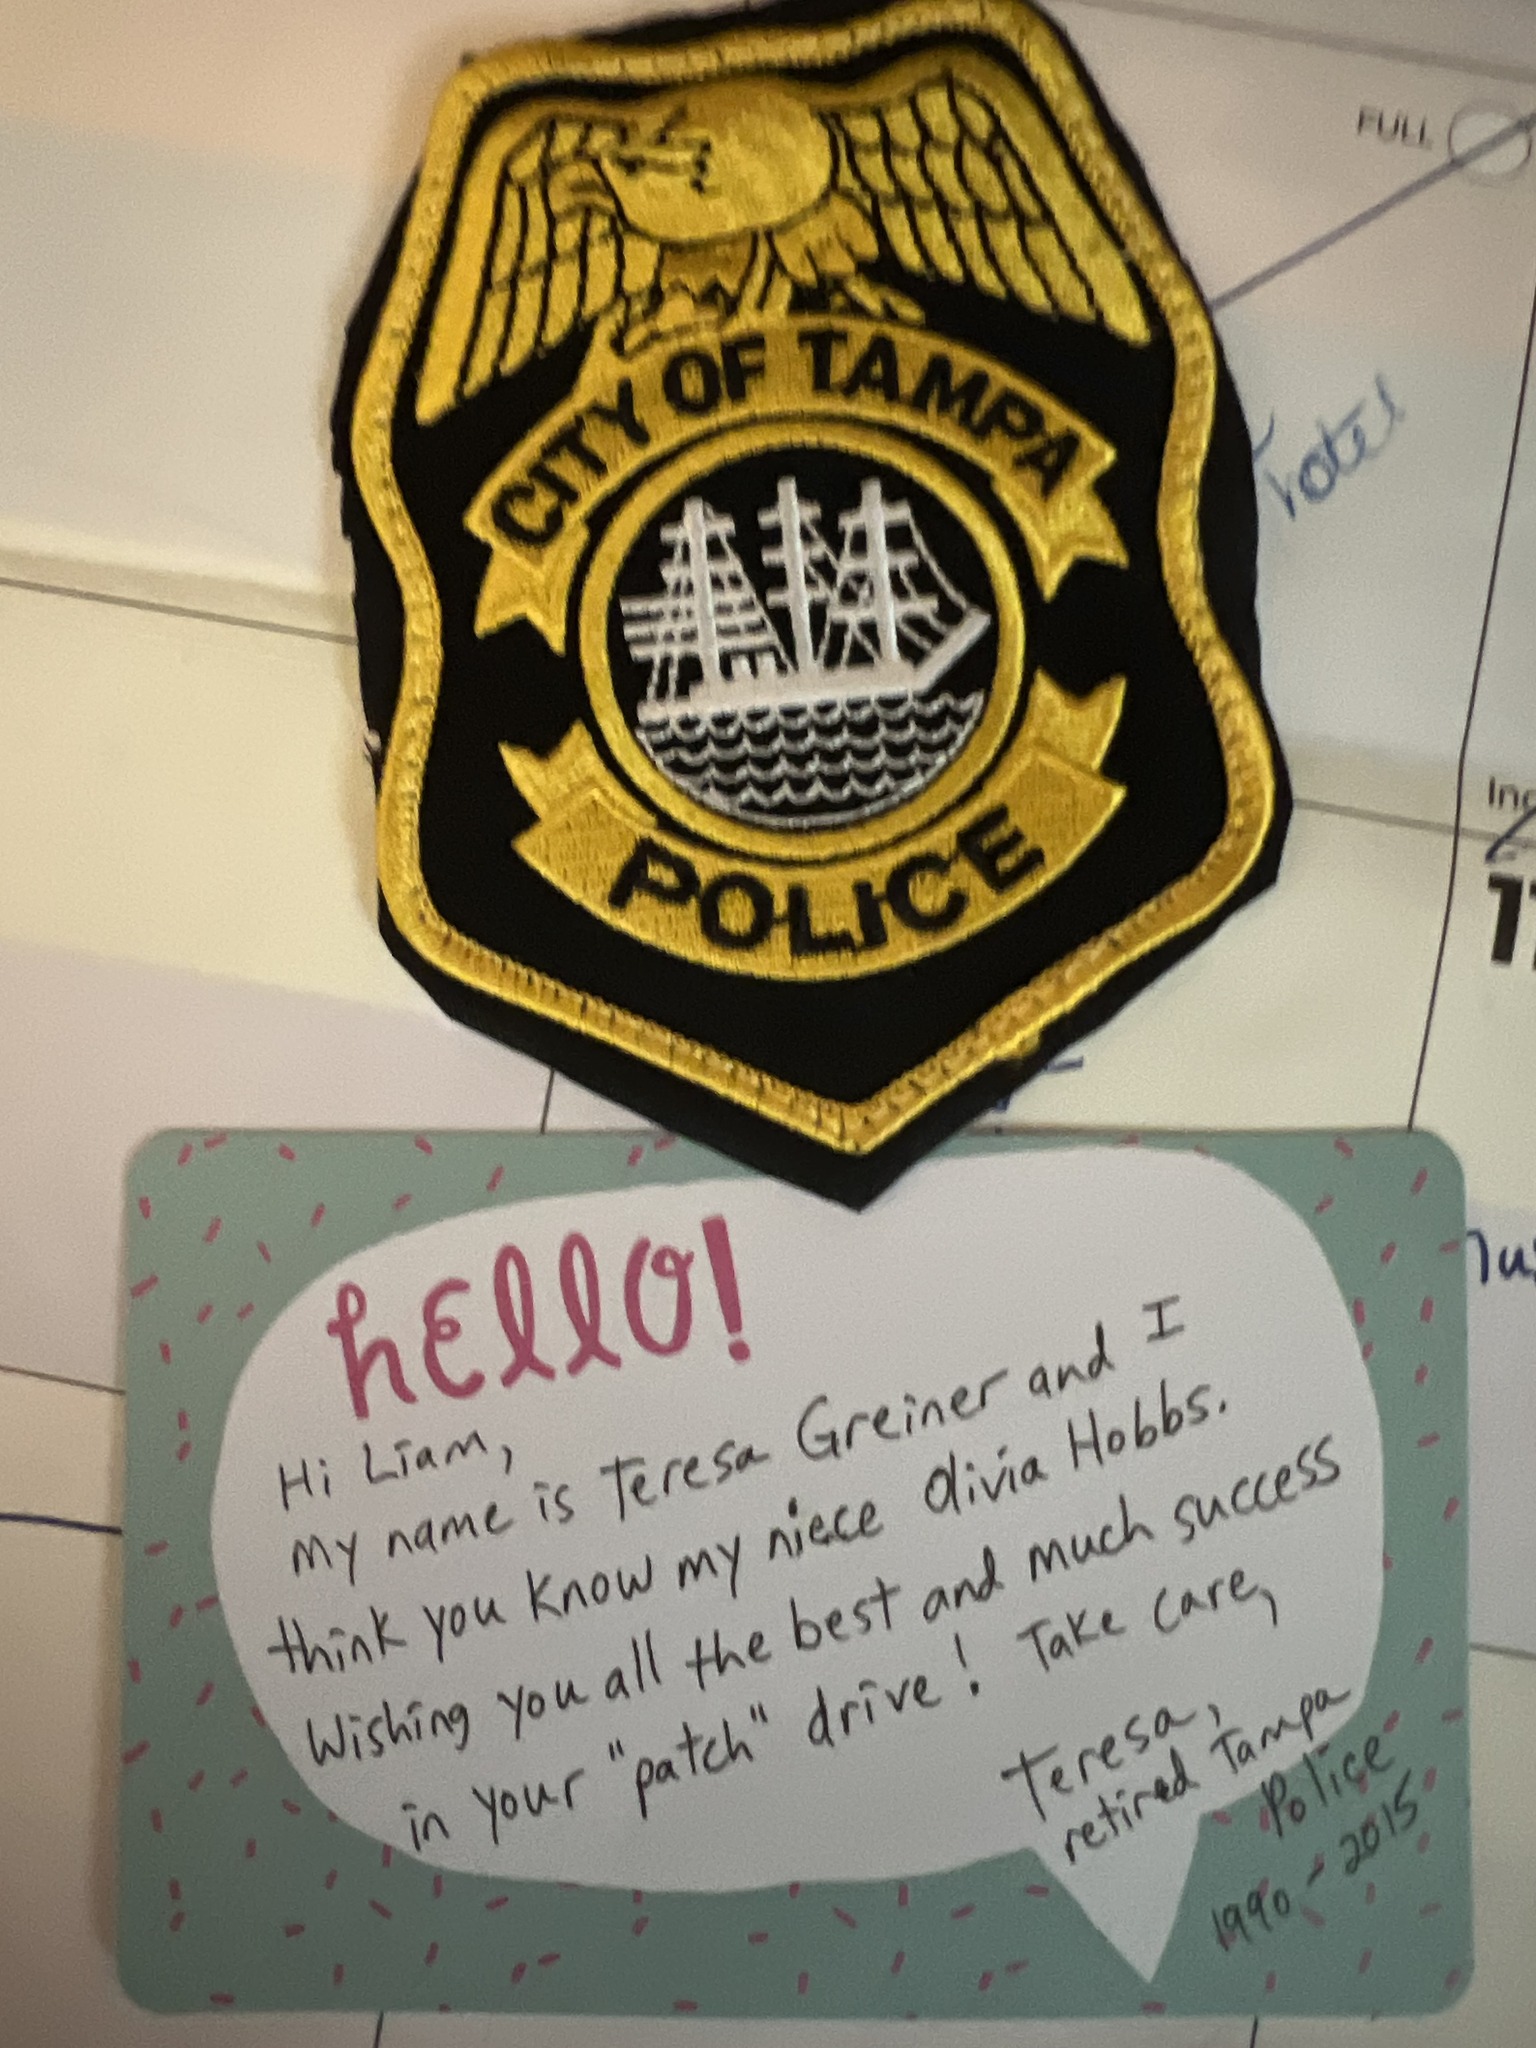 FULL
CITY OF TAMPA
POLICE
hello!
Hi Liam,
my name is Teresa Greiner and I
think you know my niece Olivia Hobbs.
Wishing you all the best and much success
in your "patch" drive! Take care,
Teresa,
retired Tampa
Police
1990-2015